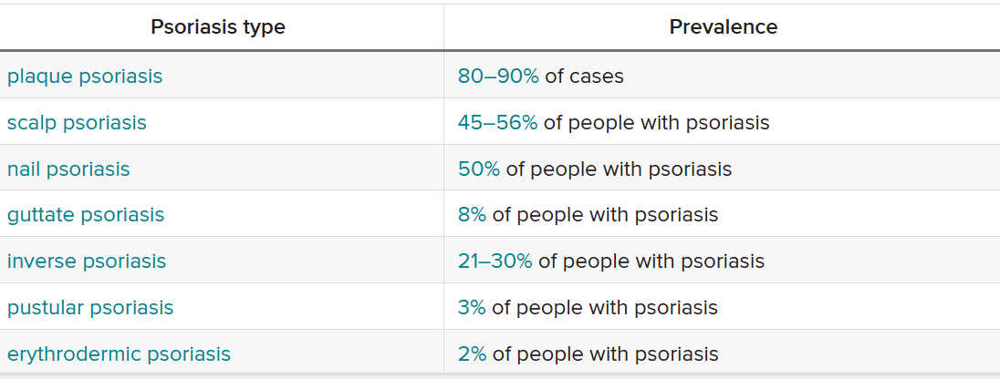 Psoriasis type Prevalence
plaque psoriasis 80–90% of cases
scalp psoriasis 45–56% of people with psoriasis
nail psoriasis 50% of people with psoriasis
guttate psoriasis 8% of people with psoriasis
inverse psoriasis 21–30% of people with psoriasis
pustular psoriasis 3% of people with psoriasis
erythrodermic psoriasis 2% of people with psoriasis